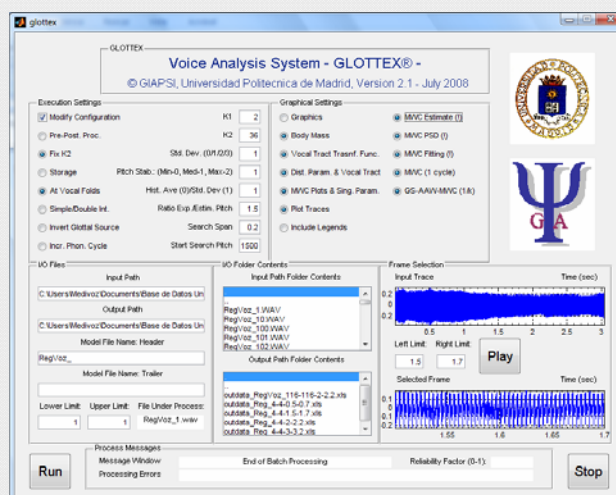 glottex
GLOTTEX
Voice Analysis System - GLOTTEX® -
© GIAPSI, Universidad Politecnica de Madrid, Version 2.1 - July 2008
Execution Settings
Modify Configuration K1 2
Pre-Post. Proc. K2 36
Fix K2 Std. Dev. (0/1/2/3) 1
Storage Pitch Stab.: (Min-0, Med-1, Max-2) 1
At Vocal Folds Hist. Ave (0)/Std. Dev (1) 1
Simple/Double Int. Ratio Exp./Estim. Pitch 1.5
Invert Glottal Source Search Span 0.2
Incr. Phon. Cycle Start Search Pitch 1500
Graphical Settings
Graphics MWC Estimate (!)
Body Mass MWC PSD (!)
Vocal Tract Trasnf. Func. MWC Fitting (!)
Dist. Param. & Vocal Tract MWC (1 cycle)
MWC Plots & Sing. Param. GS-AAW-MWC (1&)
Plot Traces
Include Legends
GA
I/O Files
Input Path
C:\Users\Medivoz\Documents\Base de Datos Un
Output Path
C:\Users\Medivoz\Documents\Base de Datos Un
Model File Name: Header
RegVoz_
Model File Name: Trailer
Lower Limit: Upper Limit: File Under Process:
1 1 RegVoz_1.wav
I/O Folder Contents
Input Path Folder Contents
..
RegVoz_1.WAV
RegVoz_10.WAV
RegVoz_100.WAV
RegVoz_101.WAV
RegVoz_102.WAV
Output Path Folder Contents
..
outdata_RegVoz_116-116-2-2.2.xls
outdata_Reg_4-4-0.5-0.7.xls
outdata_Reg_4-4-1.5-1.7.xls
outdata_Reg_4-4-2-2.2.xls
outdata_Reg_4-4-3-3.2.xls
Frame Selection
Input Trace Time (sec)
0.2
0
-0.2
0.5 1 1.5 2 2.5 3
Left Limit: Right Limit:
1.5 1.7
Play
Selected Frame Time (sec)
0.1
0
-0.1
-0.2
1.55 1.6 1.65 1.7
Run
Process Messages
Message Window End of Batch Processing Reliability Factor (0-1):
Processing Errors
Stop